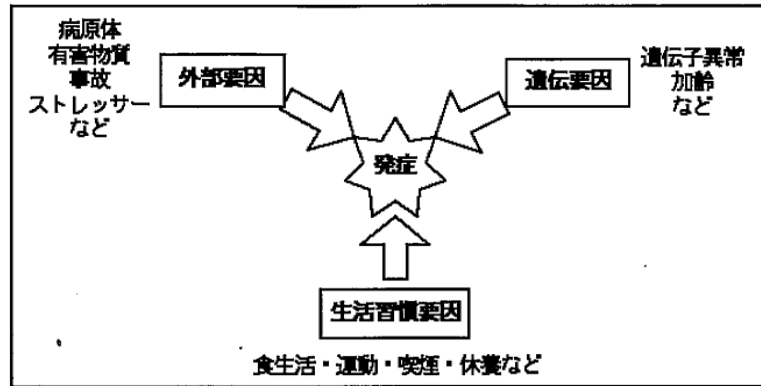 病原体
有害物質
事故
ストレッサー
など
外部要因
遺伝要因
遺伝子異常
加齢
など
発症
生活習慣要因
食生活・運動・喫煙・休養など